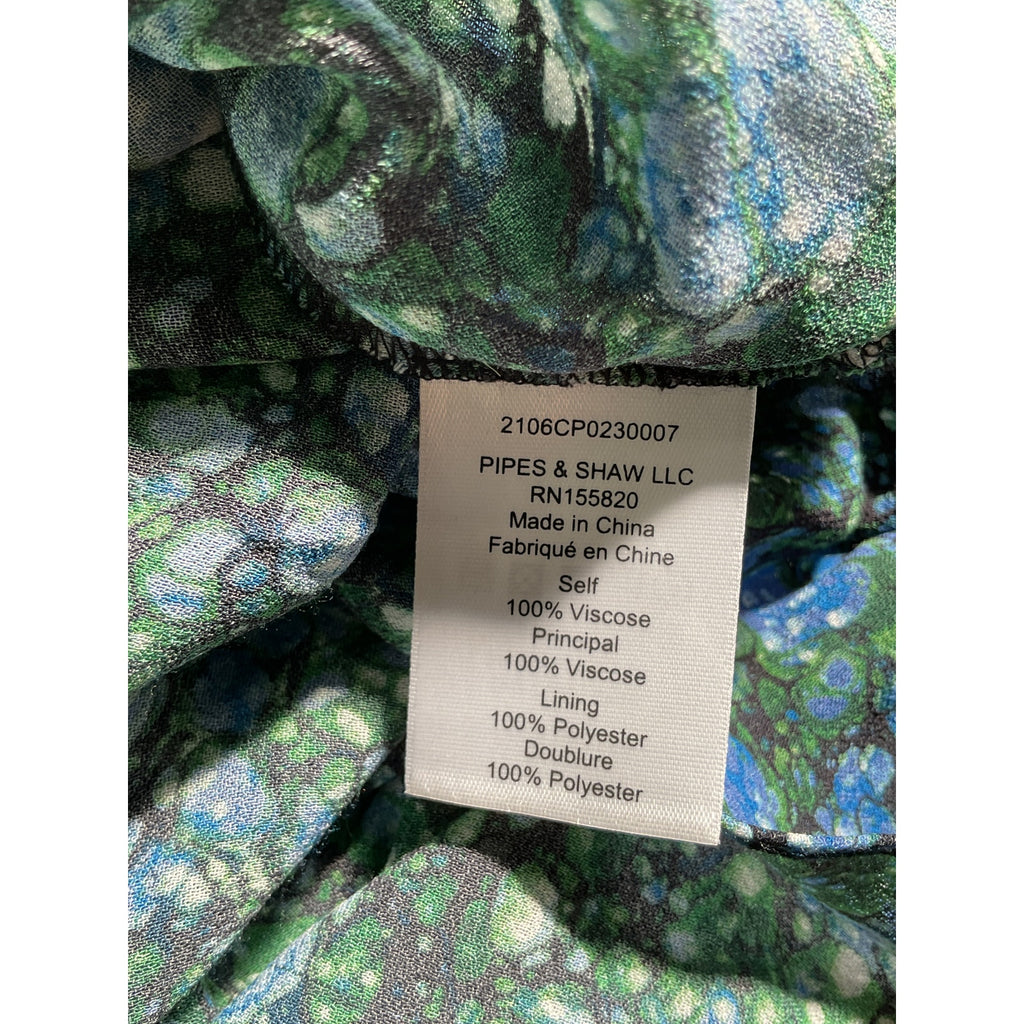 2106CP0230007
PIPES & SHAW LLC
RN155820
Made in China
Fabriqué en Chine
Self
100% Viscose
Principal
100% Viscose
Lining
100% Polyester
Doublure
100% Polyester